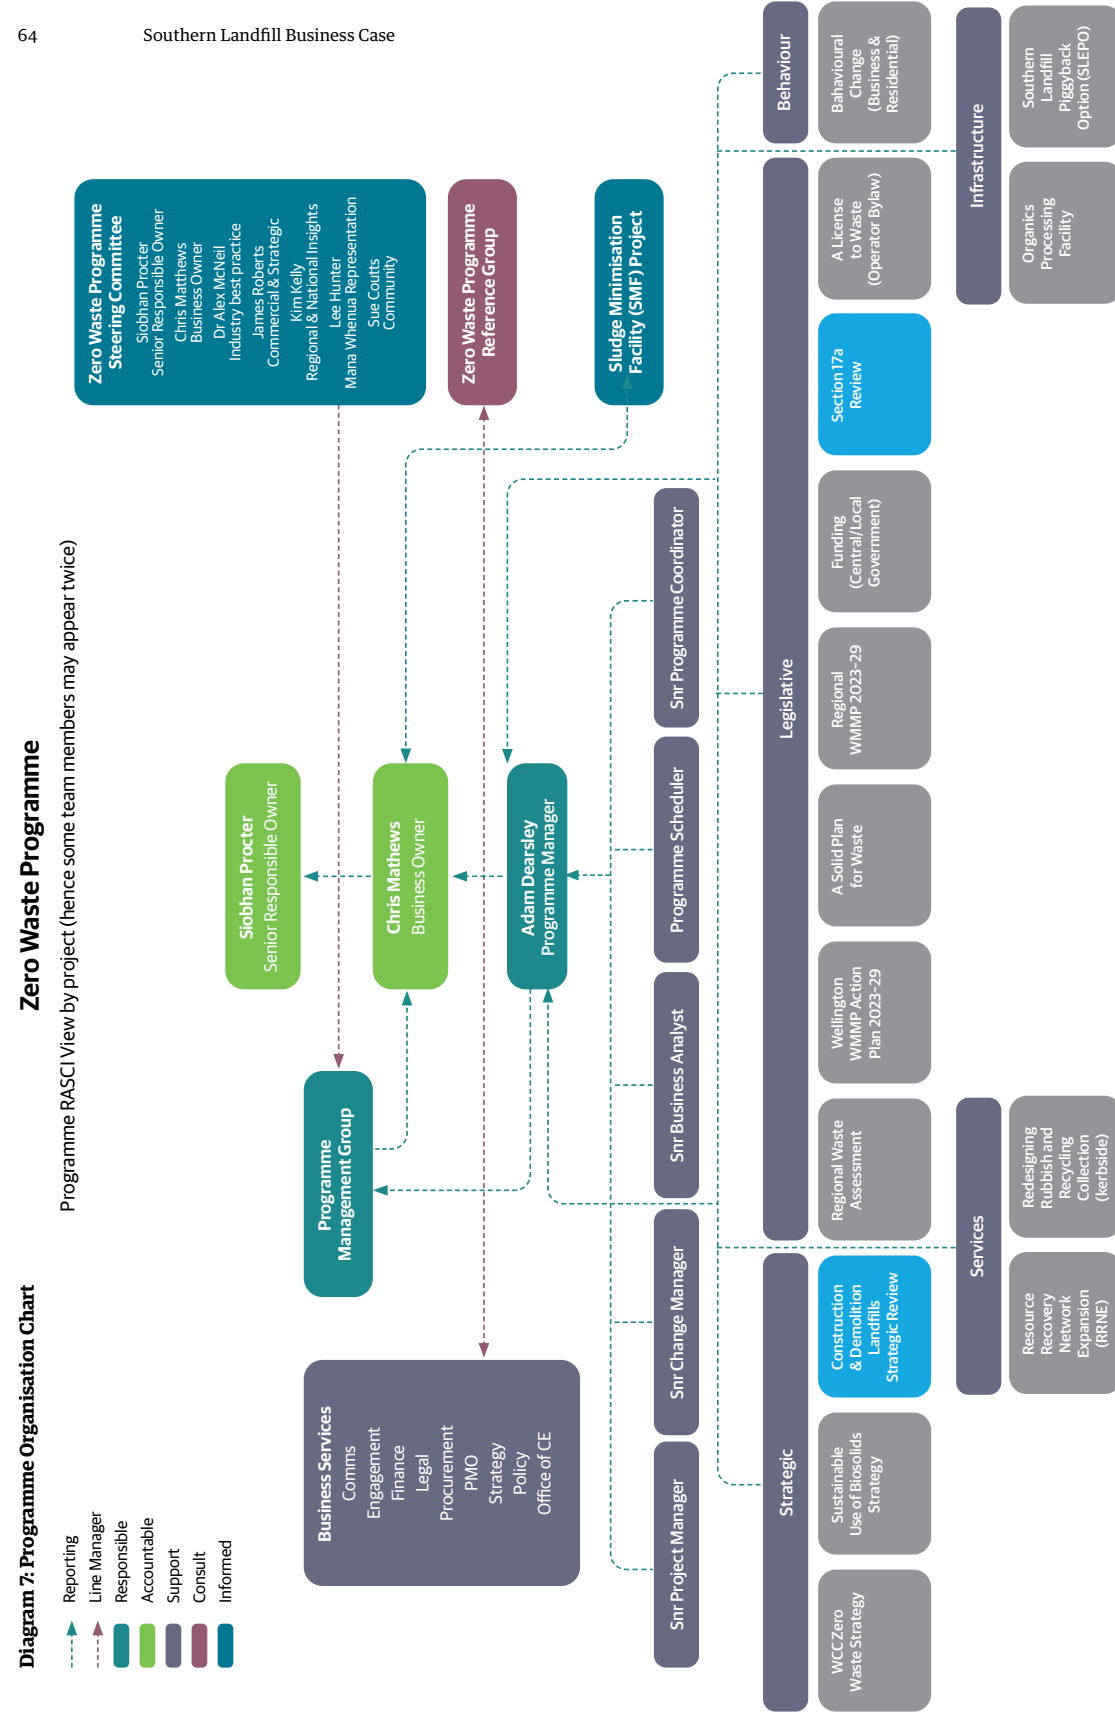 64
Southern Landfill Business Case
Diagram 7: Programme Organisation Chart
Zero Waste Programme
Programme RASCI View by project (hence some team members may appear twice)
Reporting
Line Manager
Responsible
Accountable
Support
Consult
Informed
Zero Waste Programme
Steering Committee
Siobhan Procter
Senior Responsible Owner
Chris Matthews
Business Owner
Dr Alex McNeil
Industry best practice
James Roberts
Commercial & Strategic
Kim Kelly
Regional & National Insights
Lee Hunter
Mana Whenua Representation
Sue Coutts
Community
Siobhan Procter
Senior Responsible Owner
Programme
Management Group
Chris Mathews
Business Owner
Zero Waste Programme
Reference Group
Business Services
Comms
Engagement
Finance
Legal
Procurement
PMO
Strategy
Policy
Office of CE
Adam Dearsley
Programme Manager
Sludge Minimisation
Facility (SMF) Project
Snr Project Manager
Snr Change Manager
Snr Business Analyst
Programme Scheduler
Snr Programme Coordinator
Strategic
Legislative
Behaviour
WCC Zero
Waste Strategy
Sustainable
Use of Biosolids
Strategy
Construction
& Demolition
Landfills
Strategic Review
Regional Waste
Assessment
Wellington
WMMP Action
Plan 2023–29
A Solid Plan
for Waste
Regional
WMMP 2023–29
Funding
(Central/Local
Government)
Section 17a
Review
A License
to Waste
(Operator Bylaw)
Bahavioural
Change
(Business &
Residential)
Services
Infrastructure
Resource
Recovery
Network
Expansion
(RRNE)
Redesigning
Rubbish and
Recycling
Collection
(kerbside)
Organics
Processing
Facility
Southern
Landfill
Piggyback
Option (SLEPO)